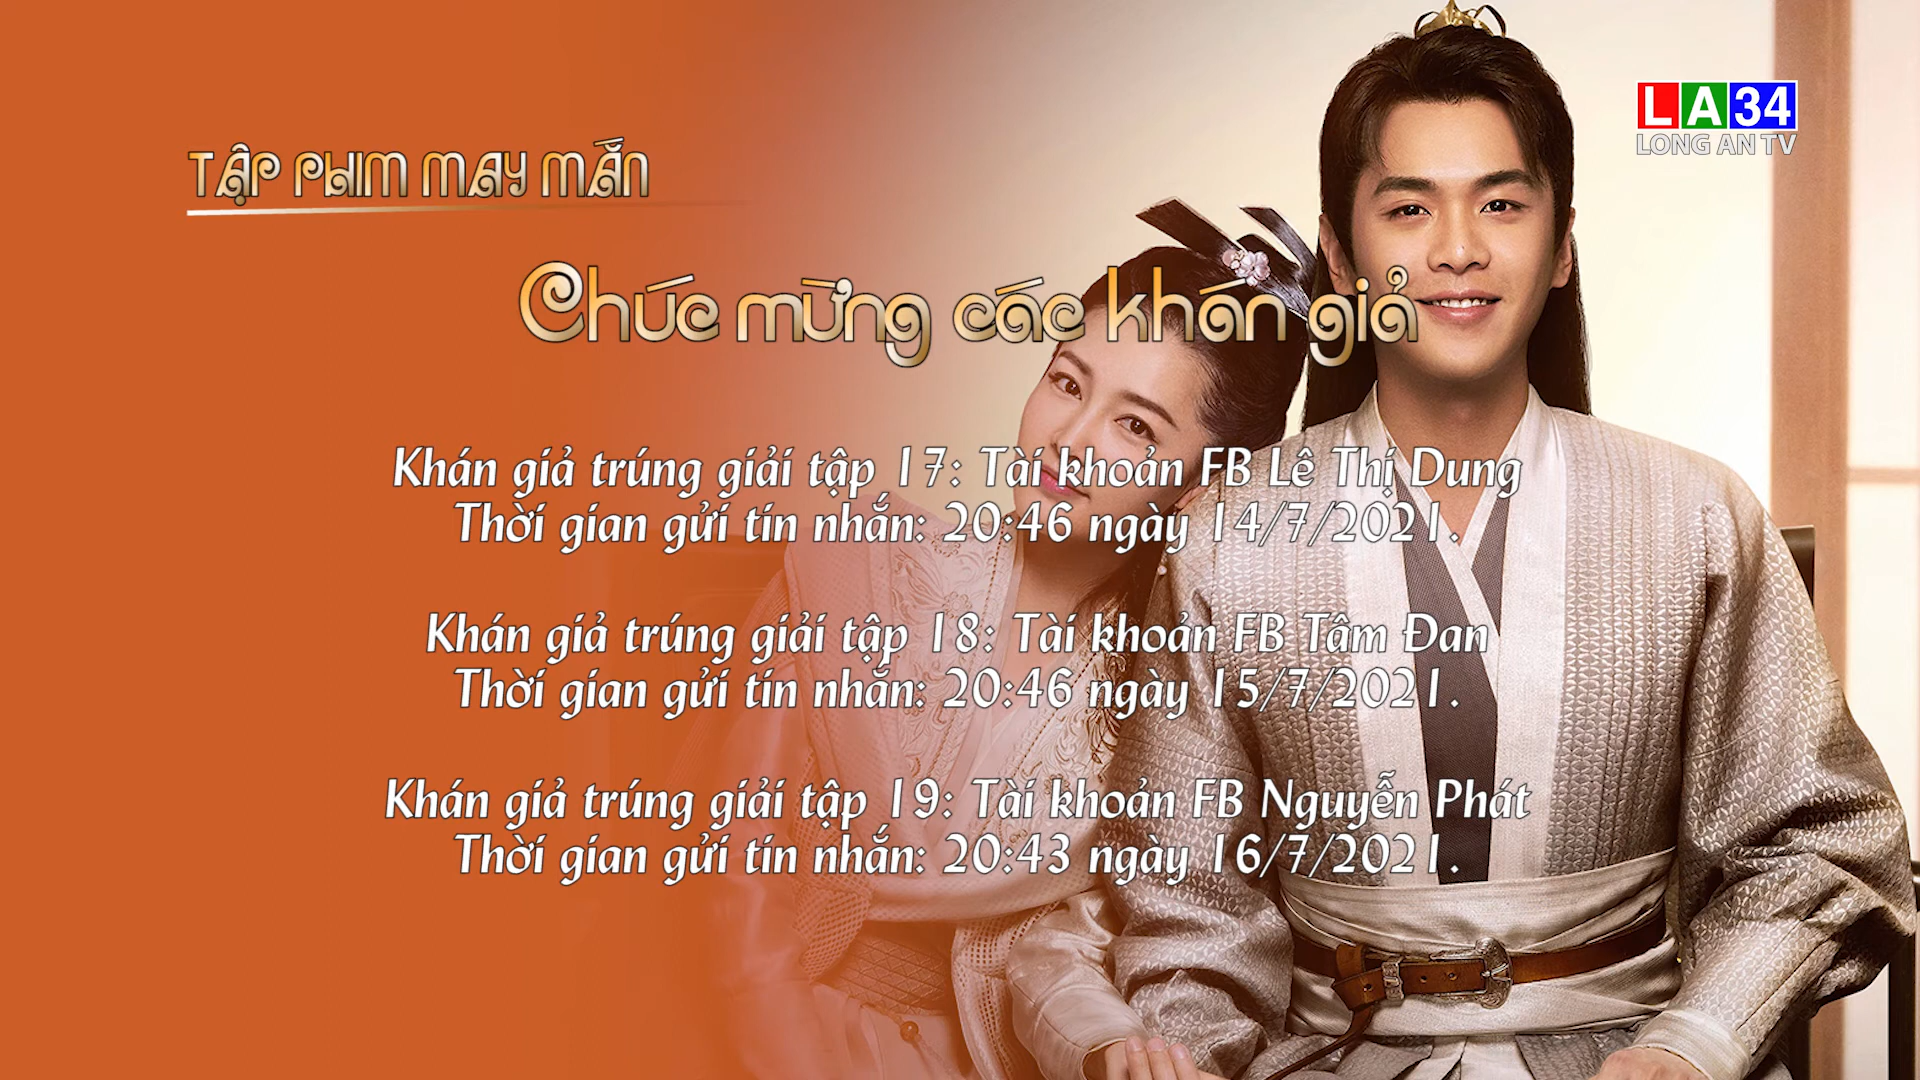 LA34
LONG AN TV
TẬP PHIM MAY MẮN
Chúc mừng các khán giả
Khán giả trúng giải tập 17: Tài khoản FB Lê Thị Dung
Thời gian gửi tin nhắn: 20:46 ngày 14/7/2021.
Khán giả trúng giải tập 18: Tài khoản FB Tâm Đan
Thời gian gửi tin nhắn: 20:46 ngày 15/7/2021.
Khán giả trúng giải tập 19: Tài khoản FB Nguyễn Phát
Thời gian gửi tin nhắn: 20:43 ngày 16/7/2021.